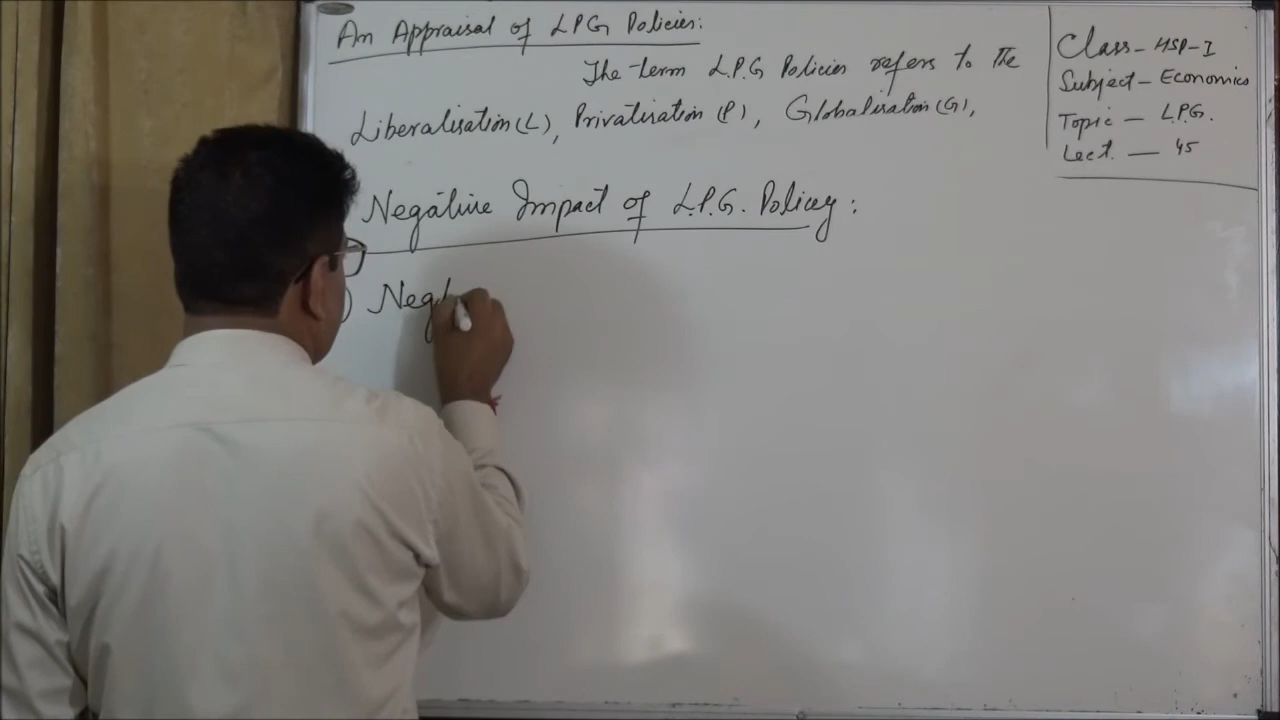 An Appraisal of L.P.G Policies:
The term L.P.G Policies refers to the
Liberalisation (L), Privatisation (P), Globalisation (G),
Negative Impact of L.P.G. Policy:
) Negl
Class - HSP-I
Subject - Economics
Topic - L.P.G.
Lect. - 45